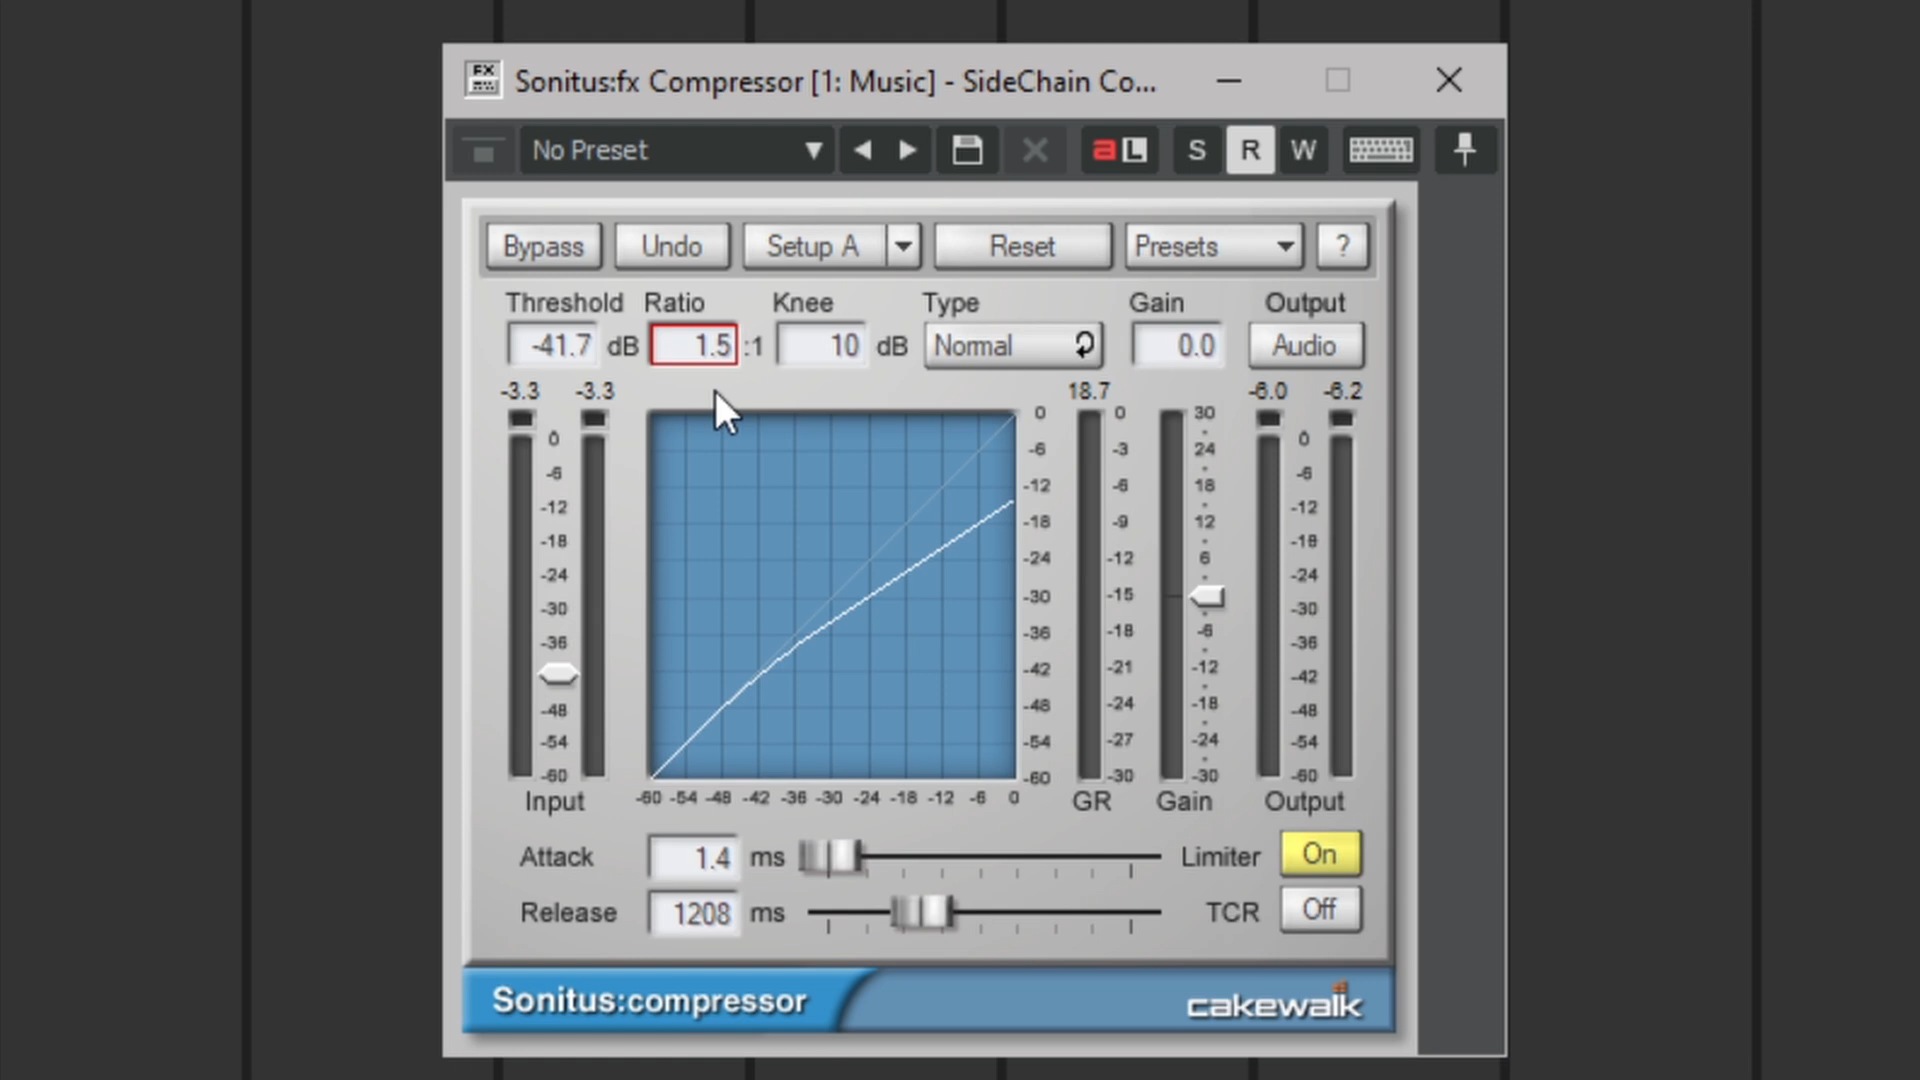 FX
Sonitus:fx Compressor [1: Music] - SideChain Co...
No Preset
a L
S
R
W
Bypass
Undo
Setup A
Reset
Presets
?
Threshold Ratio Knee Type Gain Output
-41.7 dB 1.5 :1 10 dB Normal 0.0 Audio
-3.3 -3.3 18.7 -6.0 -6.2
0
-6
-12
-18
-24
-30
-36
-48
-54
-60
Input
0
-6
-12
-18
-24
-30
-36
-42
-48
-54
-60
-60 -54 -48 -42 -36 -30 -24 -18 -12 -6 0
0
-3
-6
-9
-12
-15
-18
-21
-24
-27
-30
GR
30
24
18
12
6
-6
-12
-18
-24
-30
Gain
0
-6
-12
-18
-24
-30
-36
-42
-48
-54
-60
Output
Attack 1.4 ms Limiter On
Release 1208 ms TCR Off
Sonitus:compressor
cakewalk